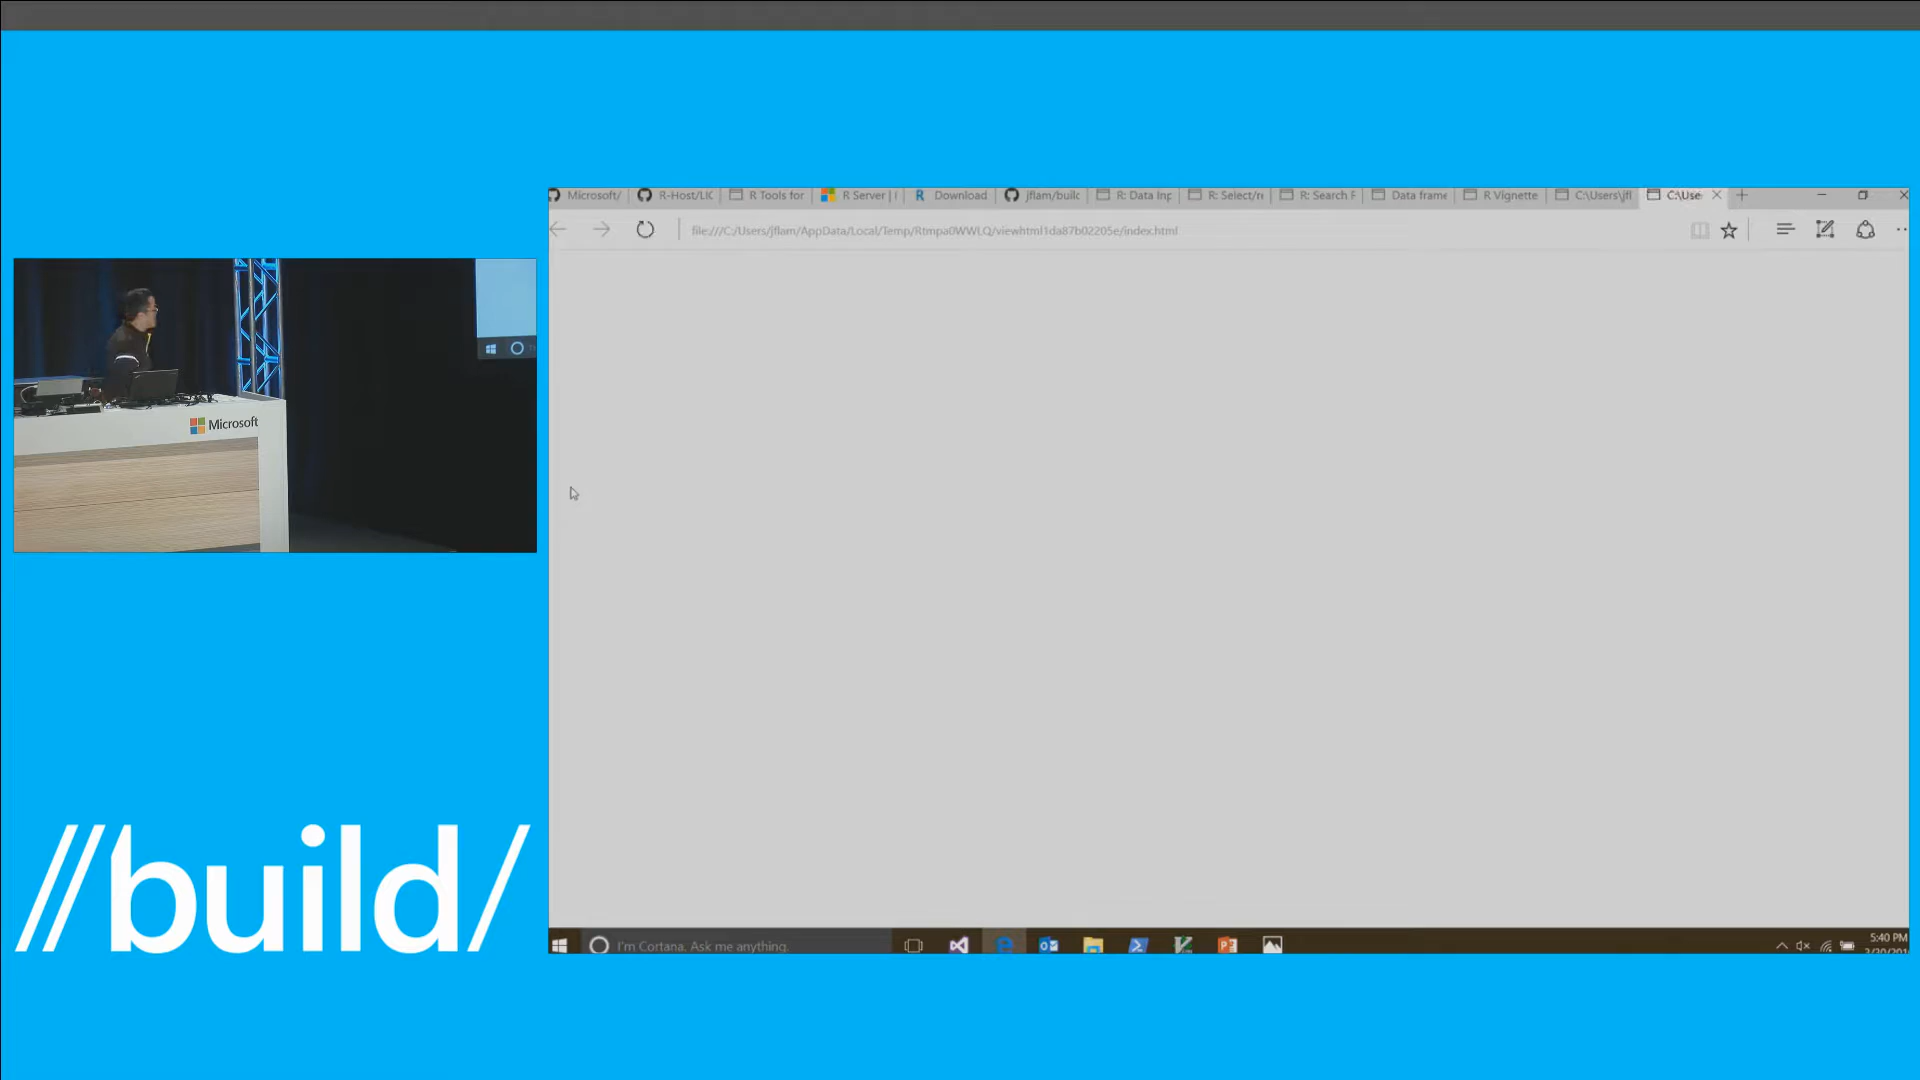 Microsoft/ R-Host/LIC R Tools for R Server | Download jflam/build R: Data Inp R: Select/re R: Search F Data frame R Vignette C:\Users\jfl C:\Use
file:///C:/Users/jflam/AppData/Local/Temp/Rtmpa0WWLQ/viewhtml1da87b02205e/index.html
Microsoft
//build/
I'm Cortana. Ask me anything.
5:40 PM